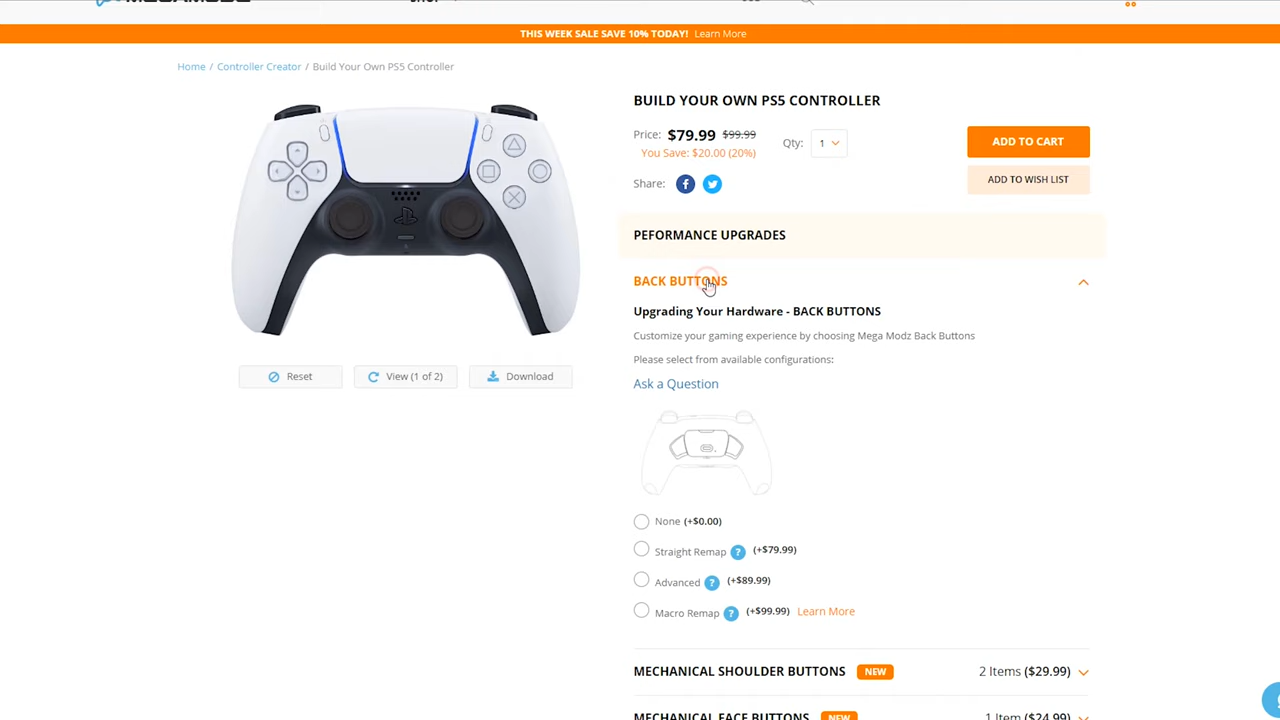 THIS WEEK SALE SAVE 10% TODAY! Learn More
Home / Controller Creator / Build Your Own PS5 Controller
BUILD YOUR OWN PS5 CONTROLLER
Price: $79.99 $99.99
You Save: $20.00 (20%)
Qty: 1
ADD TO CART
ADD TO WISH LIST
Share:
PEFORMANCE UPGRADES
BACK BUTTONS
Upgrading Your Hardware - BACK BUTTONS
Customize your gaming experience by choosing Mega Modz Back Buttons
Please select from available configurations:
Ask a Question
Reset
View (1 of 2)
Download
None (+$0.00)
Straight Remap ? (+$79.99)
Advanced ? (+$89.99)
Macro Remap ? (+$99.99) Learn More
MECHANICAL SHOULDER BUTTONS NEW 2 Items ($29.99)
MECHANICAL FACE BUTTONS NEW 1 Item ($24.99)